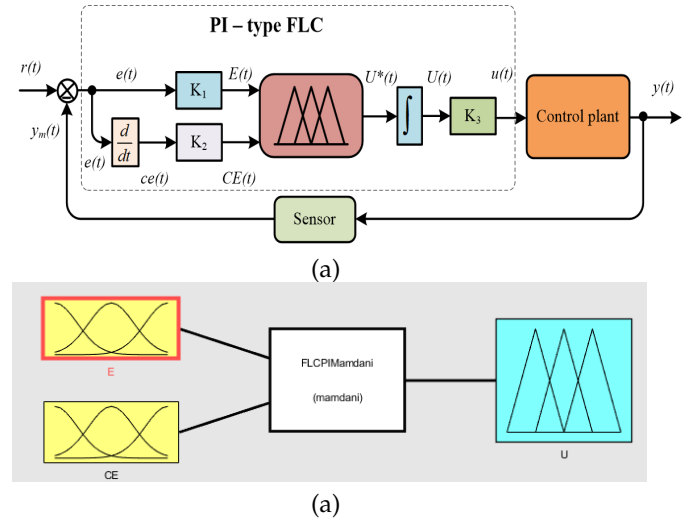 PI – type FLC
r(t)
e(t)
K1
E(t)
U*(t)
U(t)
u(t)
y(t)
∫
K3
Control plant
ym(t)
e(t)
d
dt
K2
ce(t)
CE(t)
Sensor
(a)
E
FLCPIMamdani
(mamdani)
CE
U
(a)